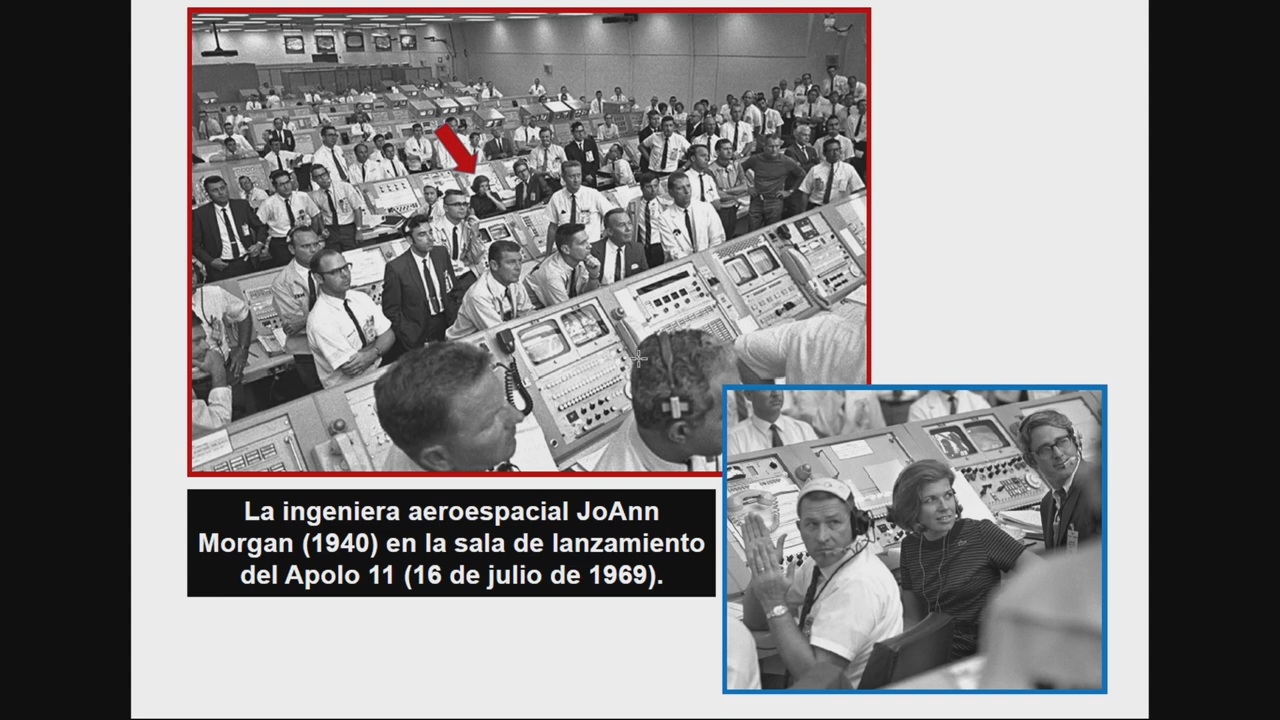 La ingeniera aeroespacial JoAnn
Morgan (1940) en la sala de lanzamiento
del Apolo 11 (16 de julio de 1969).